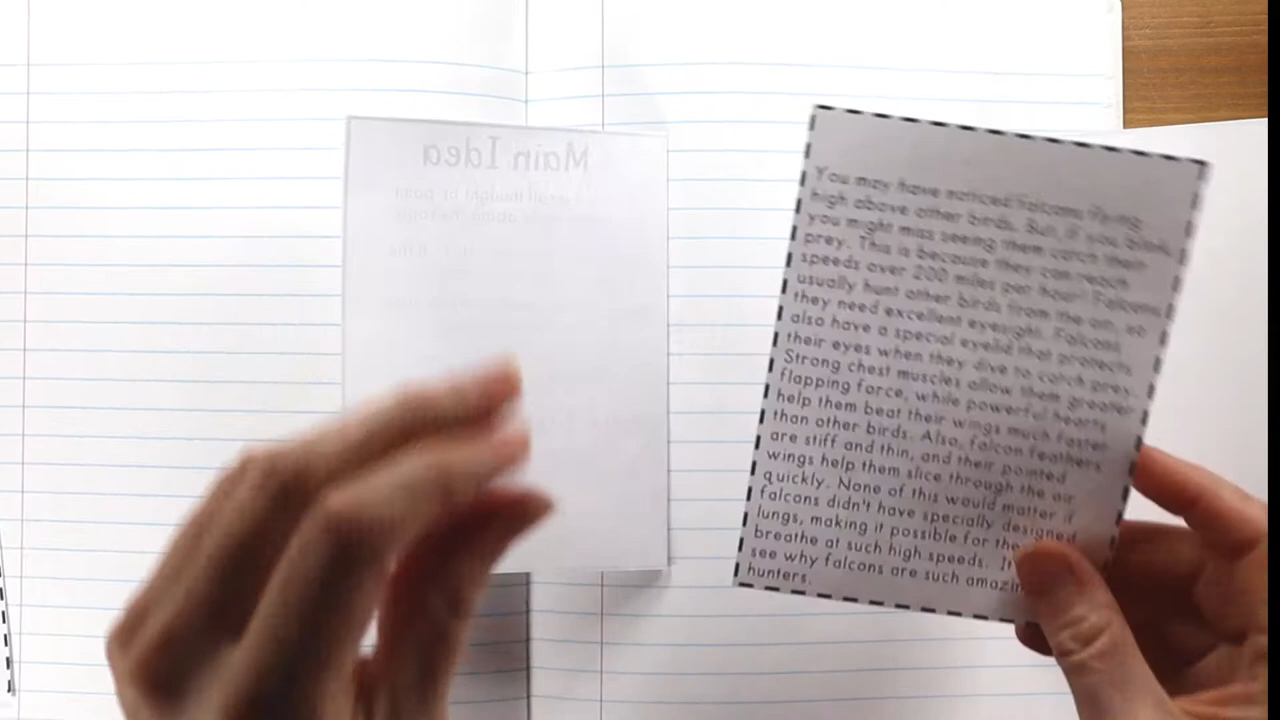 Main Idea
You may have noticed falcons flying
high above other birds. But, if you blink,
you might miss seeing them catch their
prey. This is because they can reach
speeds over 200 miles per hour! Falcons
usually hunt other birds from the air, so
they need excellent eyesight. Falcons
also have a special eyelid that protects
their eyes when they dive to catch prey.
Strong chest muscles allow them greater
flapping force, while powerful hearts
help them beat their wings much faster
than other birds. Also, falcon feathers
are stiff and thin, and their pointed
wings help them slice through the air
quickly. None of this would matter if
falcons didn't have specially designed
lungs, making it possible for
breathe at such high speeds.
see why falcons are such
hunters.